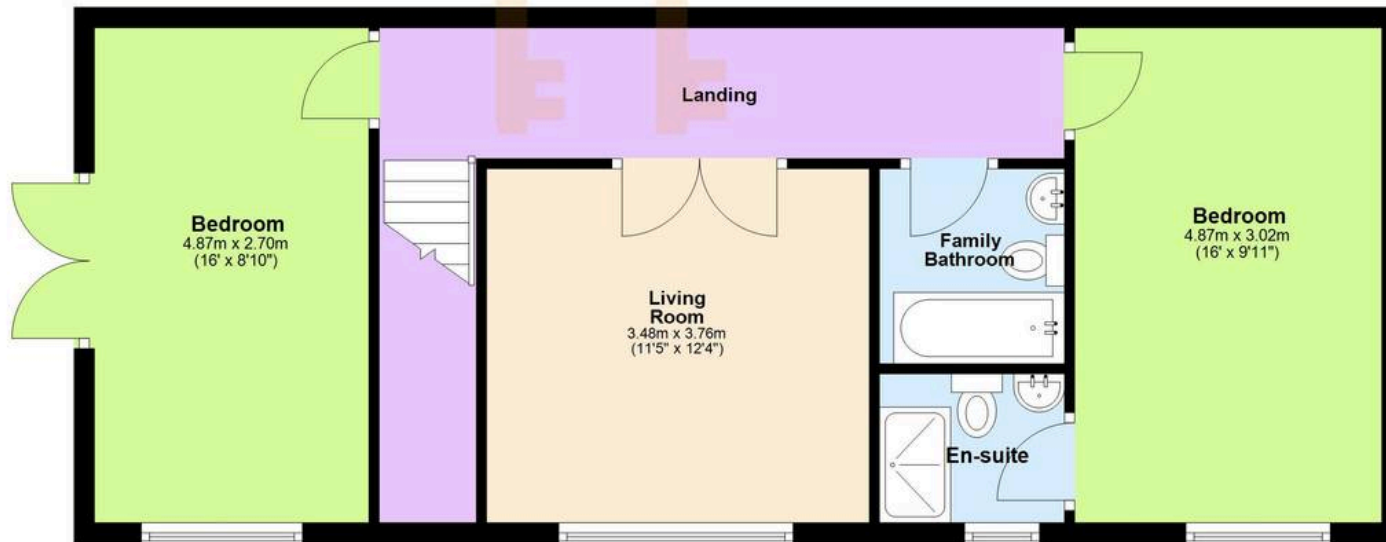 Landing
Bedroom
4.87m x 2.70m
(16' x 8'10")
Living
Room
3.48m x 3.76m
(11'5" x 12'4")
Family
Bathroom
En-suite
Bedroom
4.87m x 3.02m
(16' x 9'11")